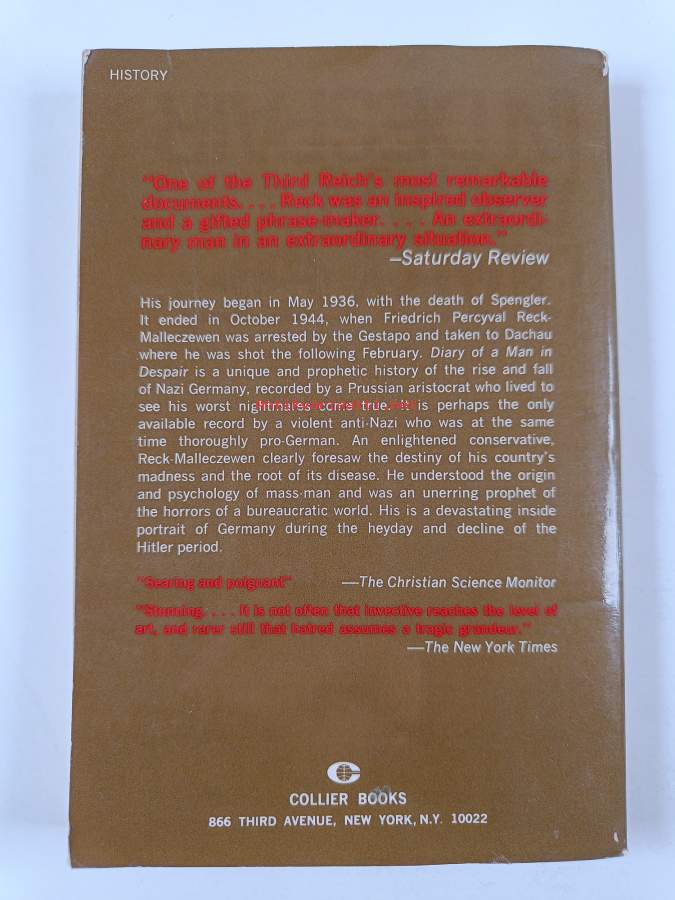 HISTORY
"One of the Third Reich's most remarkable
documents. . . . Reck was an inspired observer
and a gifted phrase-maker. . . . An extraordi-
nary man in an extraordinary situation."
—Saturday Review
His journey began in May 1936, with the death of Spengler.
It ended in October 1944, when Friedrich Percyval Reck-
Malleczewen was arrested by the Gestapo and taken to Dachau
where he was shot the following February. Diary of a Man in
Despair is a unique and prophetic history of the rise and fall
of Nazi Germany, recorded by a Prussian aristocrat who lived to
see his worst nightmares come true. It is perhaps the only
available record by a violent anti-Nazi who was at the same
time thoroughly pro-German. An enlightened conservative,
Reck-Malleczewen clearly foresaw the destiny of his country's
madness and the root of its disease. He understood the origin
and psychology of mass-man and was an unerring prophet of
the horrors of a bureaucratic world. His is a devastating inside
portrait of Germany during the heyday and decline of the
Hitler period.
"Searing and poignant" —The Christian Science Monitor
"Stunning. . . . It is not often that invective reaches the level of
art, and rarer still that hatred assumes a tragic grandeur."
—The New York Times
COLLIER BOOKS
866 THIRD AVENUE, NEW YORK, N.Y. 10022